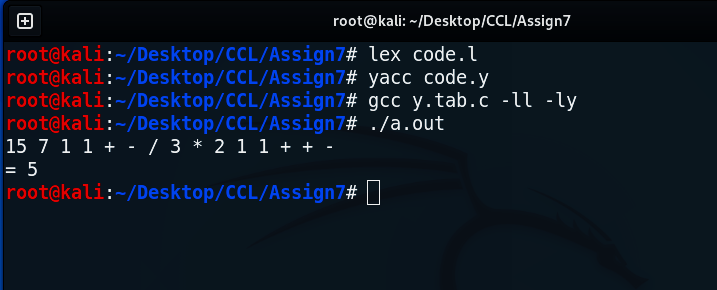 root@kali: ~/Desktop/CCL/Assign7
root@kali:~/Desktop/CCL/Assign7# lex code.l
root@kali:~/Desktop/CCL/Assign7# yacc code.y
root@kali:~/Desktop/CCL/Assign7# gcc y.tab.c -ll -ly
root@kali:~/Desktop/CCL/Assign7# ./a.out
15 7 1 1 + - / 3 * 2 1 1 + + -
= 5
root@kali:~/Desktop/CCL/Assign7#